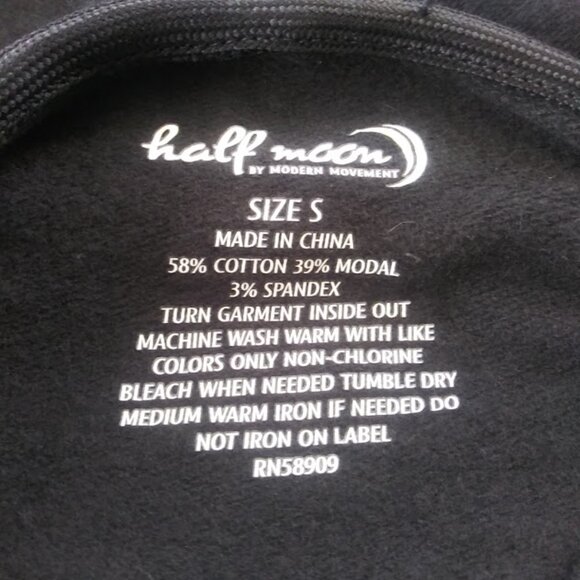 half moon
BY MODERN MOVEMENT
SIZE S
MADE IN CHINA
58% COTTON 39% MODAL
3% SPANDEX
TURN GARMENT INSIDE OUT
MACHINE WASH WARM WITH LIKE
COLORS ONLY NON-CHLORINE
BLEACH WHEN NEEDED TUMBLE DRY
MEDIUM WARM IRON IF NEEDED DO
NOT IRON ON LABEL
RN58909